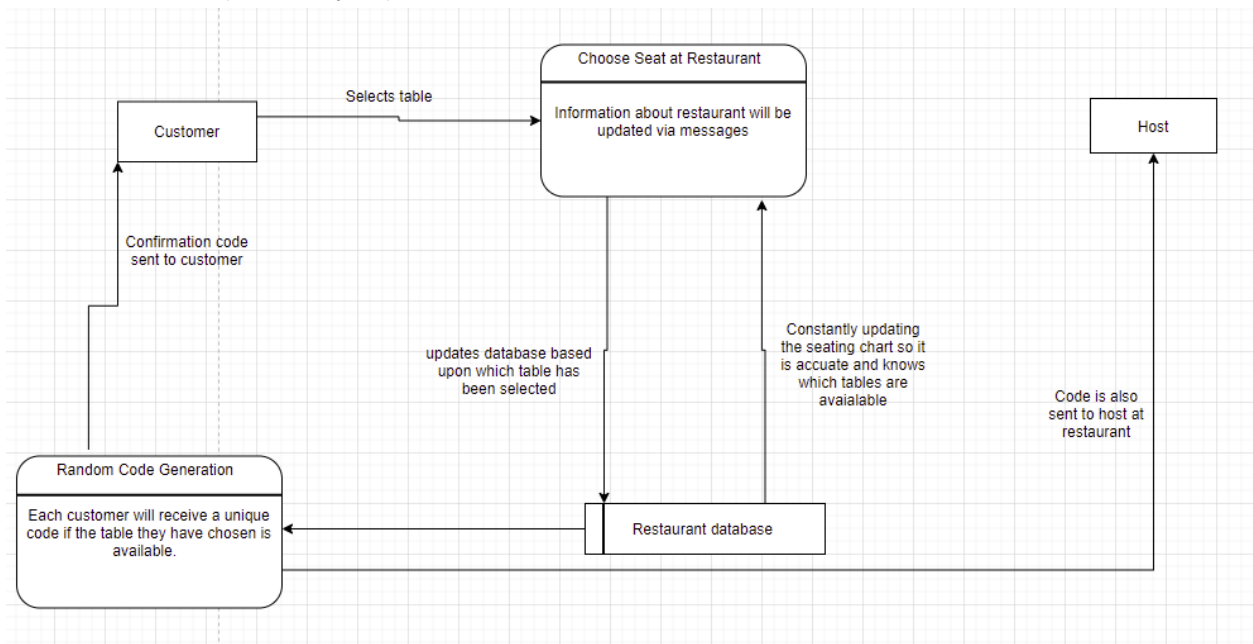 Choose Seat at Restaurant
Information about restaurant will be
updated via messages
Selects table
Customer
Host
Confirmation code
sent to customer
updates database based
upon which table has
been selected
Constantly updating
the seating chart so it
is accuate and knows
which tables are
avaialable
Code is also
sent to host at
restaurant
Random Code Generation
Each customer will receive a unique
code if the table they have chosen is
available.
Restaurant database